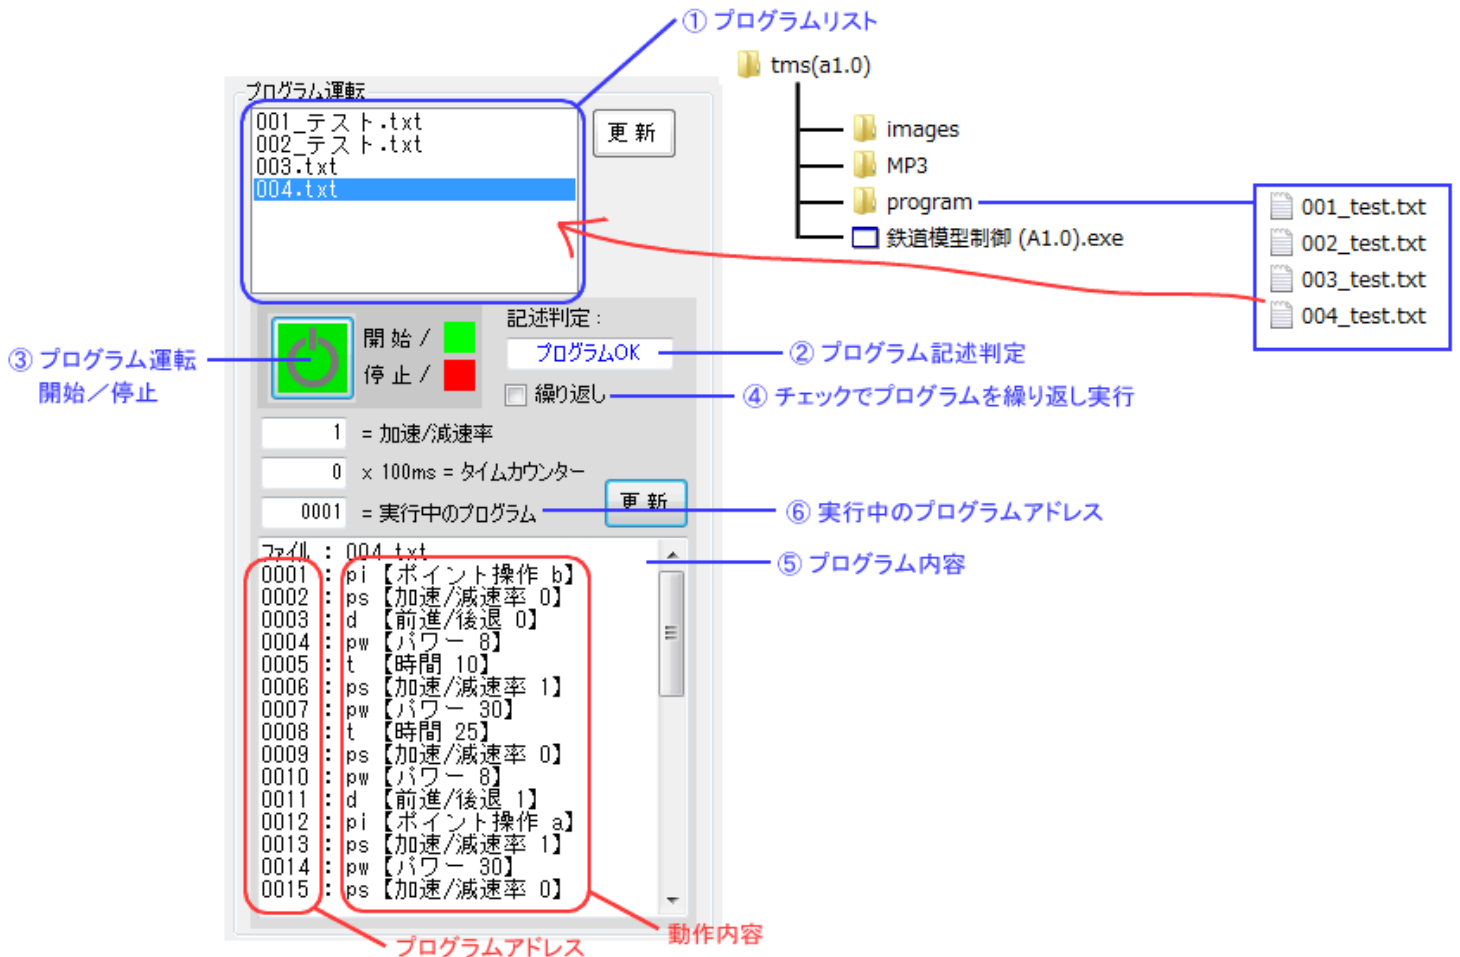 ① プログラムリスト
tms(a1.0)
images
MP3
program
鉄道模型制御 (A1.0).exe
001_test.txt
002_test.txt
003_test.txt
004_test.txt
プログラム運転
001_テスト.txt
002_テスト.txt
003.txt
004.txt
更新
開始 /
停止 /
記述判定 :
プログラムOK
繰り返し
② プログラム記述判定
③ プログラム運転
開始／停止
④ チェックでプログラムを繰り返し実行
1 = 加速/減速率
0 x 100ms = タイムカウンター
0001 = 実行中のプログラム
更新
⑥ 実行中のプログラムアドレス
⑤ プログラム内容
ファイル : 004.txt
0001 : pi【ポイント操作 b】
0002 : ps【加速/減速率 0】
0003 : d 【前進/後退 0】
0004 : pw【パワー 8】
0005 : t 【時間 10】
0006 : ps【加速/減速率 1】
0007 : pw【パワー 30】
0008 : t 【時間 25】
0009 : ps【加速/減速率 0】
0010 : pw【パワー 8】
0011 : d 【前進/後退 1】
0012 : pi【ポイント操作 a】
0013 : ps【加速/減速率 1】
0014 : pw【パワー 30】
0015 : ps【加速/減速率 0】
プログラムアドレス
動作内容